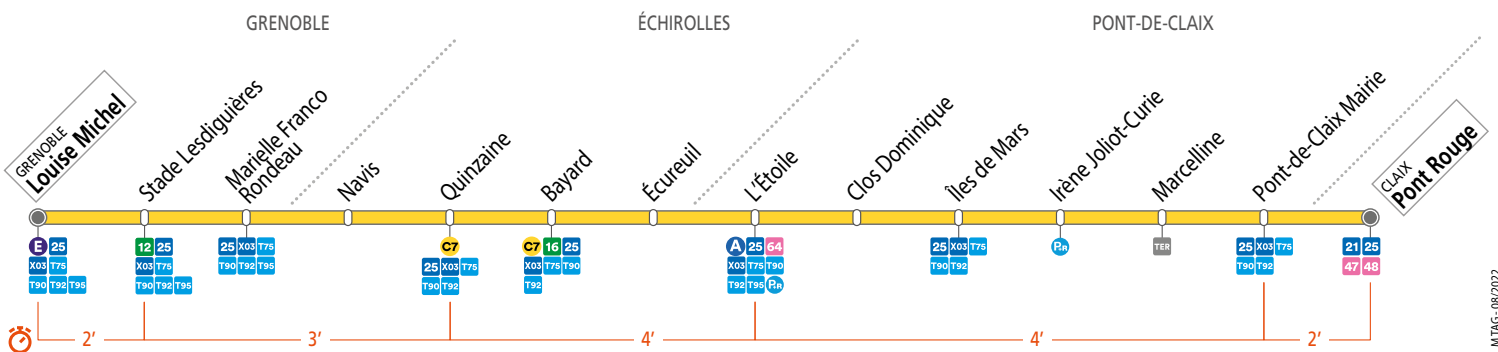 GRENOBLE
ÉCHIROLLES
PONT-DE-CLAIX
GRENOBLE
Louise Michel
Stade Lesdiguières
Marielle Franco
Rondeau
Navis
Quinzaine
Bayard
Écureuil
L'Étoile
Clos Dominique
Îles de Mars
Irène Joliot-Curie
Marcelline
Pont-de-Claix Mairie
CLAIX
Pont Rouge
E 25
X03 T75
T90 T92 T95
12 25
X03 T75
T90 T92 T95
25 X03 T75
T90 T92 T95
C7
25 X03 T75
T90 T92
C7 16 25
X03 T75 T90
T92
A 25 64
X03 T75 T90
T92 T95 P+R
25 X03 T75
T90 T92
P+R
TER
25 X03 T75
T90 T92
21 25
47 48
2’
3’
4’
4’
2’
M TAG - 08/2022